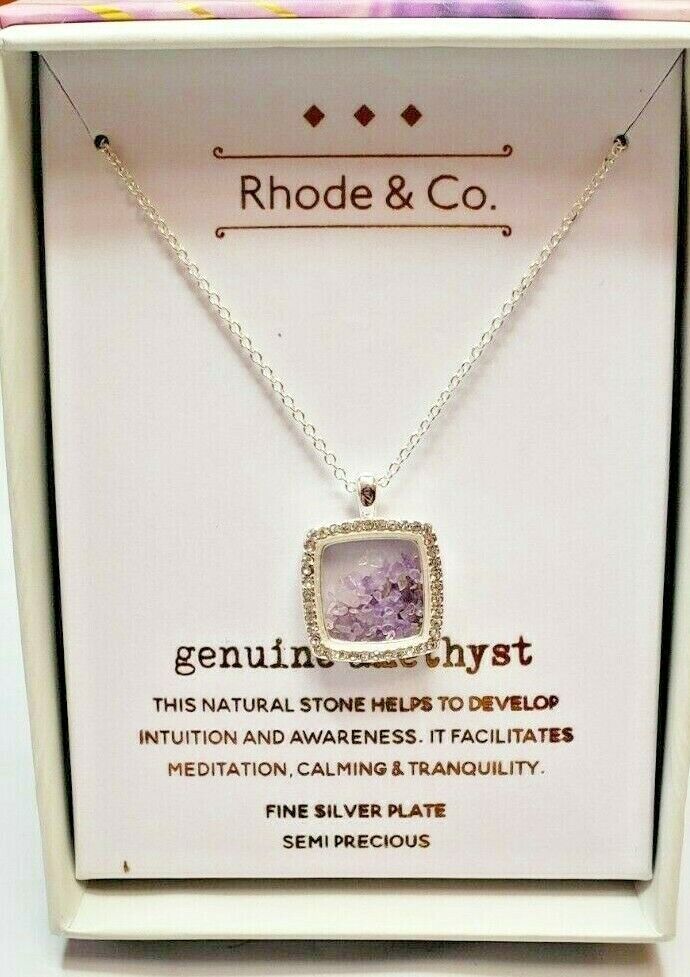 Rhode & Co.
genuine amethyst
THIS NATURAL STONE HELPS TO DEVELOP
INTUITION AND AWARENESS. IT FACILITATES
MEDITATION, CALMING & TRANQUILITY.
FINE SILVER PLATE
SEMI PRECIOUS